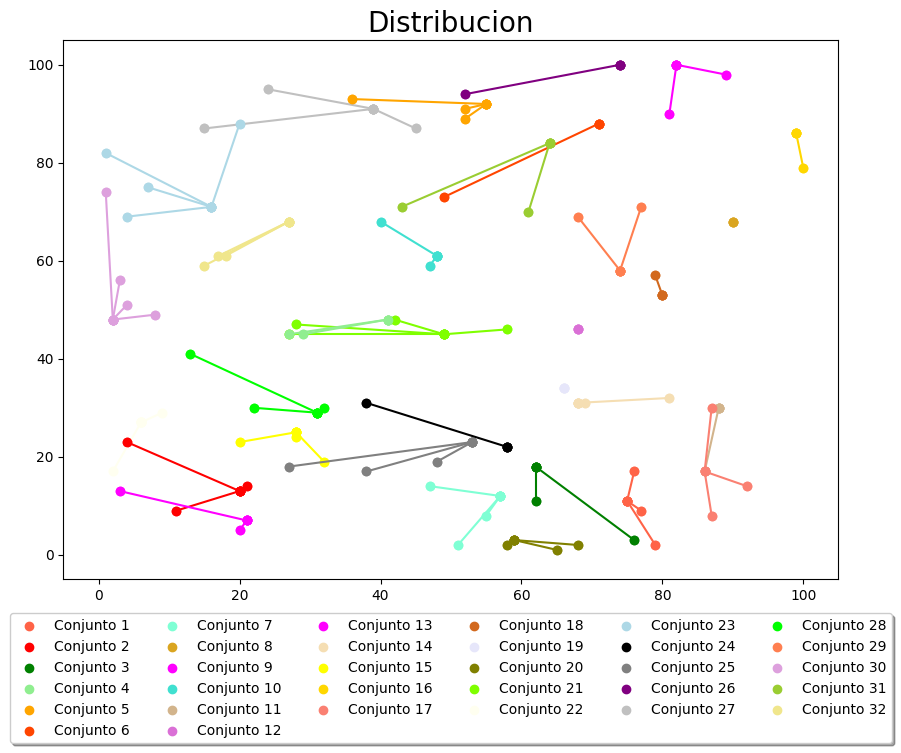 Distribucion
100
80
60
40
20
0
0 20 40 60 80 100
Conjunto 1 Conjunto 7 Conjunto 13 Conjunto 18 Conjunto 23 Conjunto 28
Conjunto 2 Conjunto 8 Conjunto 14 Conjunto 19 Conjunto 24 Conjunto 29
Conjunto 3 Conjunto 9 Conjunto 15 Conjunto 20 Conjunto 25 Conjunto 30
Conjunto 4 Conjunto 10 Conjunto 16 Conjunto 21 Conjunto 26 Conjunto 31
Conjunto 5 Conjunto 11 Conjunto 17 Conjunto 22 Conjunto 27 Conjunto 32
Conjunto 6 Conjunto 12